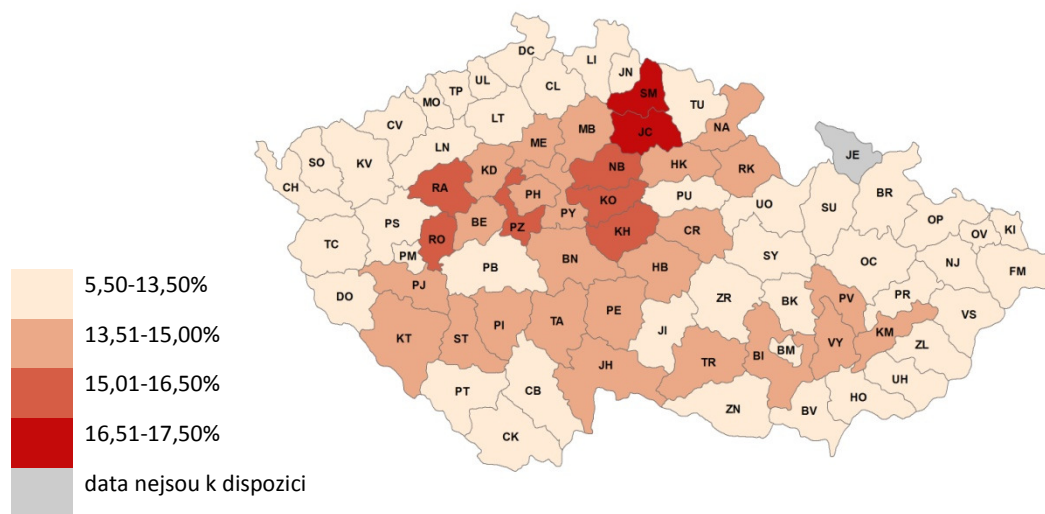 DC
LI
JN
SM
TU
UL
TP
MO
CL
CV
LT
MB
ME
JC
NA
LN
SO
KV
CH
RA
KD
NB
HK
RK
JE
PH
KO
PU
BR
PS
RO
BE
PZ
PY
KH
CR
UO
SU
OP
OV
KI
TC
PM
PB
BN
HB
SY
OC
NJ
FM
DO
PJ
ZR
BK
PV
PR
VS
KT
ST
PI
TA
PE
JI
BI
BM
VY
KM
ZL
JH
TR
UH
PT
CB
ZN
BV
HO
CK
5,50-13,50%
13,51-15,00%
15,01-16,50%
16,51-17,50%
data nejsou k dispozici